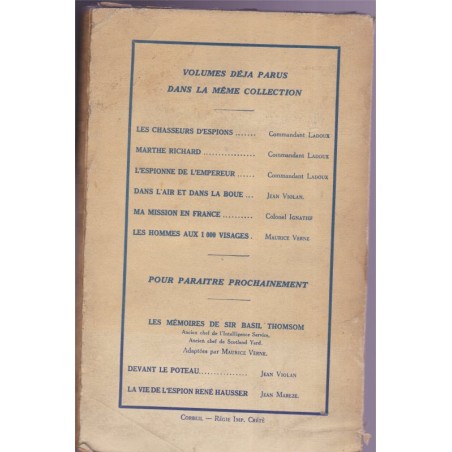 VOLUMES DÉJA PARUS
DANS LA MÊME COLLECTION
LES CHASSEURS D'ESPIONS ....... Commandant Ladoux
MARTHE RICHARD ................. Commandant Ladoux
L'ESPIONNE DE L'EMPEREUR ...... Commandant Ladoux
DANS L'AIR ET DANS LA BOUE ... Jean Violan.
MA MISSION EN FRANCE .......... Colonel Ignatief
LES HOMMES AUX 1 000 VISAGES . Maurice Verne
POUR PARAITRE PROCHAINEMENT
LES MÉMOIRES DE SIR BASIL THOMSOM
Ancien chef de l'Intelligence Service,
Ancien chef de Scotland Yard.
Adaptées par Maurice Verne.
DEVANT LE POTEAU................ Jean Violan
LA VIE DE L'ESPION RENÉ HAUSSER Jean Marèze.
Corbeil. — Régie Imp. Crété